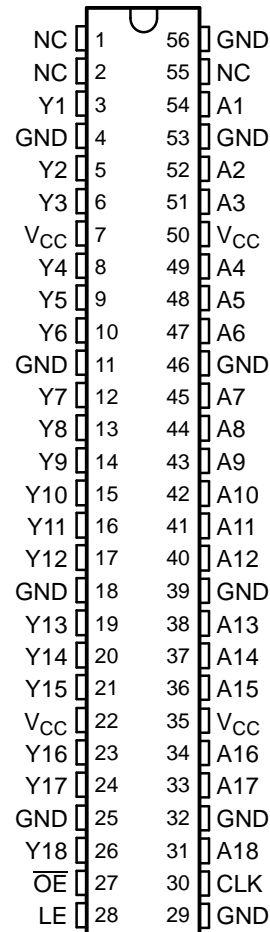 NC 1 56 GND
NC 2 55 NC
Y1 3 54 A1
GND 4 53 GND
Y2 5 52 A2
Y3 6 51 A3
VCC 7 50 VCC
Y4 8 49 A4
Y5 9 48 A5
Y6 10 47 A6
GND 11 46 GND
Y7 12 45 A7
Y8 13 44 A8
Y9 14 43 A9
Y10 15 42 A10
Y11 16 41 A11
Y12 17 40 A12
GND 18 39 GND
Y13 19 38 A13
Y14 20 37 A14
Y15 21 36 A15
VCC 22 35 VCC
Y16 23 34 A16
Y17 24 33 A17
GND 25 32 GND
Y18 26 31 A18
O̅E̅ 27 30 CLK
LE 28 29 GND